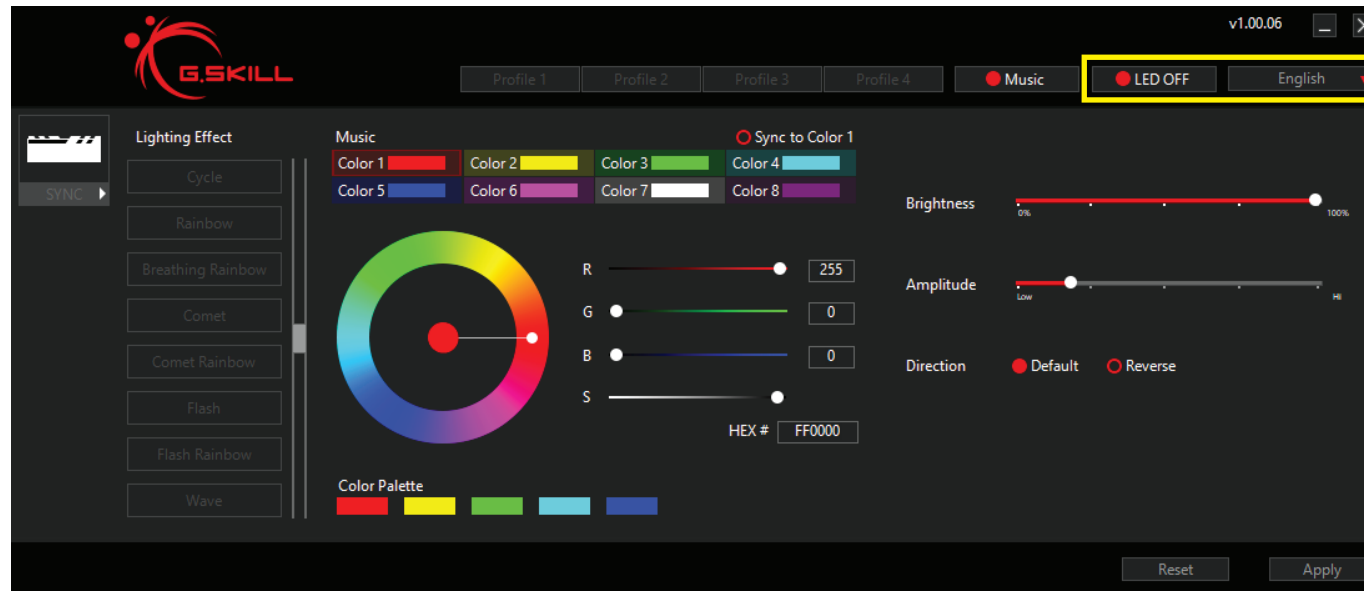 v1.00.06
G.SKILL
Profile 1 Profile 2 Profile 3 Profile 4 Music LED OFF English
Lighting Effect Music Sync to Color 1
Color 1 Color 2 Color 3 Color 4
Cycle
SYNC
Color 5 Color 6 Color 7 Color 8
Brightness 0% 100%
Rainbow
Breathing Rainbow
R 255
Amplitude Low Hi
Comet
G 0
Comet Rainbow
B 0
Direction Default Reverse
Flash
S
HEX # FF0000
Flash Rainbow
Color Palette
Wave
Reset Apply